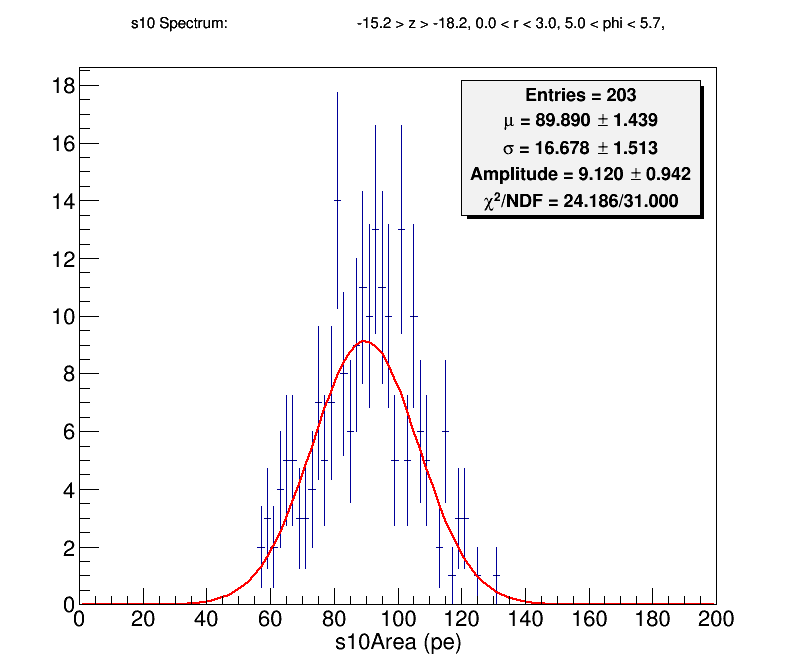 s10 Spectrum: -15.2 > z > -18.2, 0.0 < r < 3.0, 5.0 < phi < 5.7,
Entries = 203
μ = 89.890 ± 1.439
σ = 16.678 ± 1.513
Amplitude = 9.120 ± 0.942
χ²/NDF = 24.186/31.000
18
16
14
12
10
8
6
4
2
0
0 20 40 60 80 100 120 140 160 180 200
s10Area (pe)